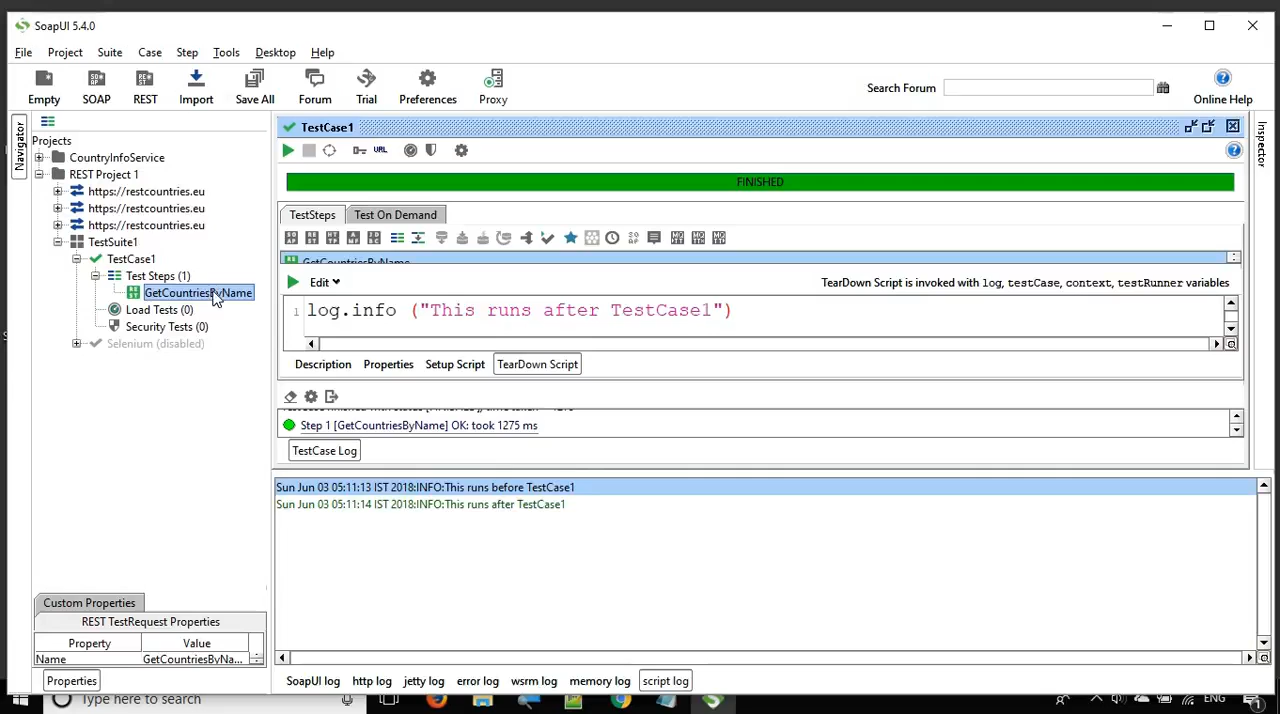 SoapUI 5.4.0
File Project Suite Case Step Tools Desktop Help
Empty SOAP REST Import Save All Forum Trial Preferences Proxy
Search Forum
Online Help
Navigator
Projects
CountryInfoService
REST Project 1
https://restcountries.eu
https://restcountries.eu
https://restcountries.eu
TestSuite1
TestCase1
Test Steps (1)
GetCountriesByName
Load Tests (0)
Security Tests (0)
Selenium (disabled)
Custom Properties
REST TestRequest Properties
Property Value
Name GetCountriesByNa...
Properties
TestCase1
URL
FINISHED
TestSteps Test On Demand
GetCountriesByName
Edit TearDown Script is invoked with log, testCase, context, testRunner variables
1 log.info ("This runs after TestCase1")
Description Properties Setup Script TearDown Script
Step 1 [GetCountriesByName] OK: took 1275 ms
TestCase Log
Sun Jun 03 05:11:13 IST 2018:INFO:This runs before TestCase1
Sun Jun 03 05:11:14 IST 2018:INFO:This runs after TestCase1
SoapUI log http log jetty log error log wsrm log memory log script log
Inspector
Type here to search
ENG
1